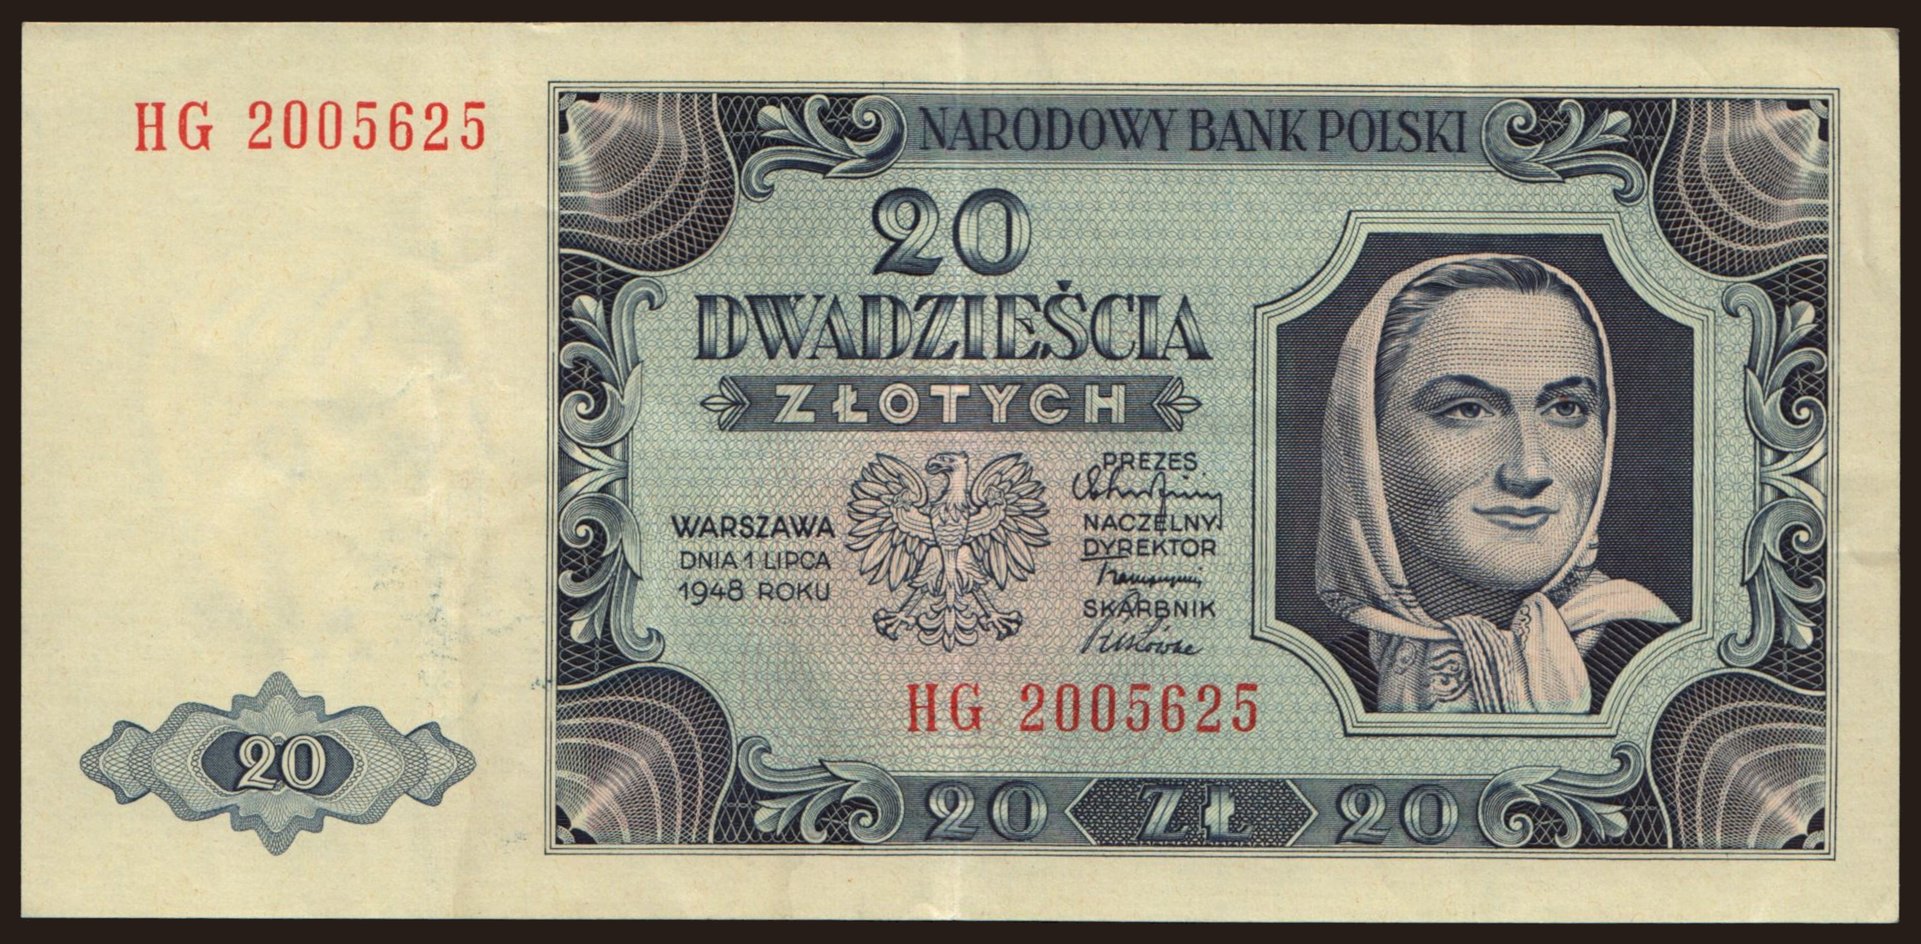 HG 2005625
NARODOWY BANK POLSKI
20
DWADZIEŚCIA
ZŁOTYCH
WARSZAWA
DNIA 1 LIPCA
1948 ROKU
PREZES
NACZELNY
DYREKTOR
SKARBNIK
HG 2005625
20
20 ZŁ 20